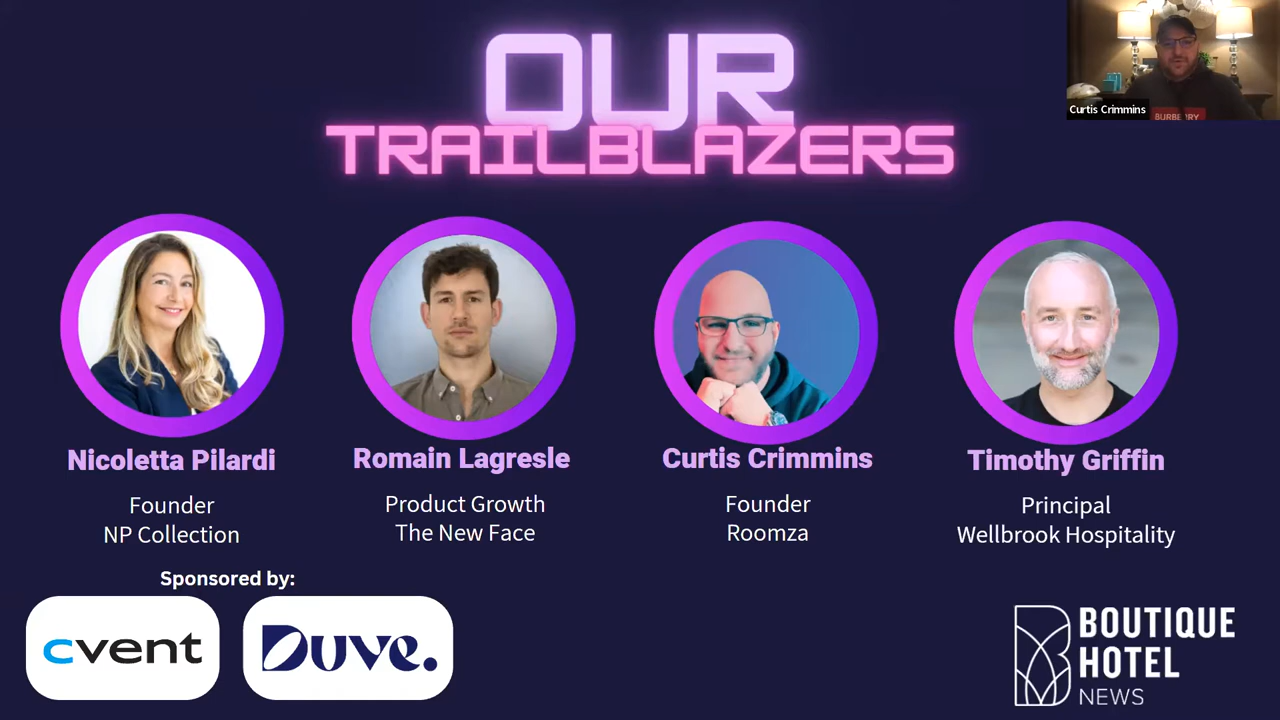 OUR
TRAILBLAZERS
Curtis Crimmins
BURBERRY
Nicoletta Pilardi
Founder
NP Collection
Romain Lagresle
Product Growth
The New Face
Curtis Crimmins
Founder
Roomza
Timothy Griffin
Principal
Wellbrook Hospitality
Sponsored by:
cvent
Duve.
BOUTIQUE
HOTEL
NEWS